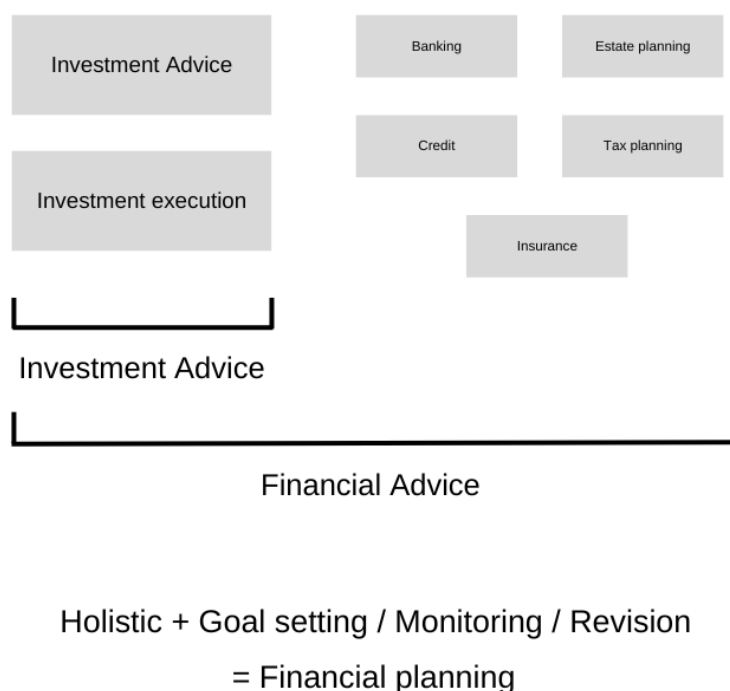 Investment Advice
Banking
Estate planning
Credit
Tax planning
Investment execution
Insurance
Investment Advice
Financial Advice
Holistic + Goal setting / Monitoring / Revision
= Financial planning